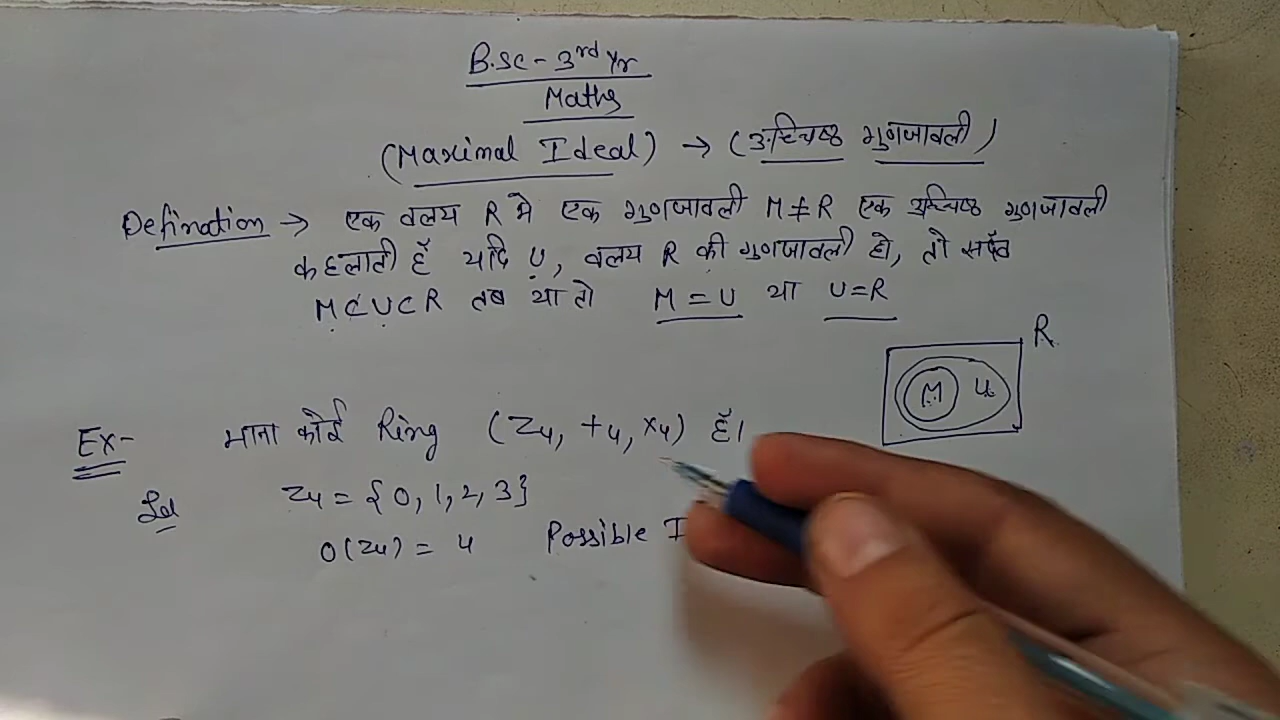 B.Sc - 3rd Yr
Maths
(Maximal Ideal) → (उच्चिष्ठ गुणजावली)
Defination → एक वलय R मे एक गुणजावली M≠R एक उच्चिष्ठ गुणजावली
कहलाती हैं यदि U, वलय R की गुणजावली हो, तो सदैव
M⊂U⊂R तब या तो M = U या U=R
R
M U
Ex- माना कोई Ring (Z4, +4, ×4) हैं।
Sol Z4 = {0, 1, 2, 3}
O(Z4) = 4 Possible I